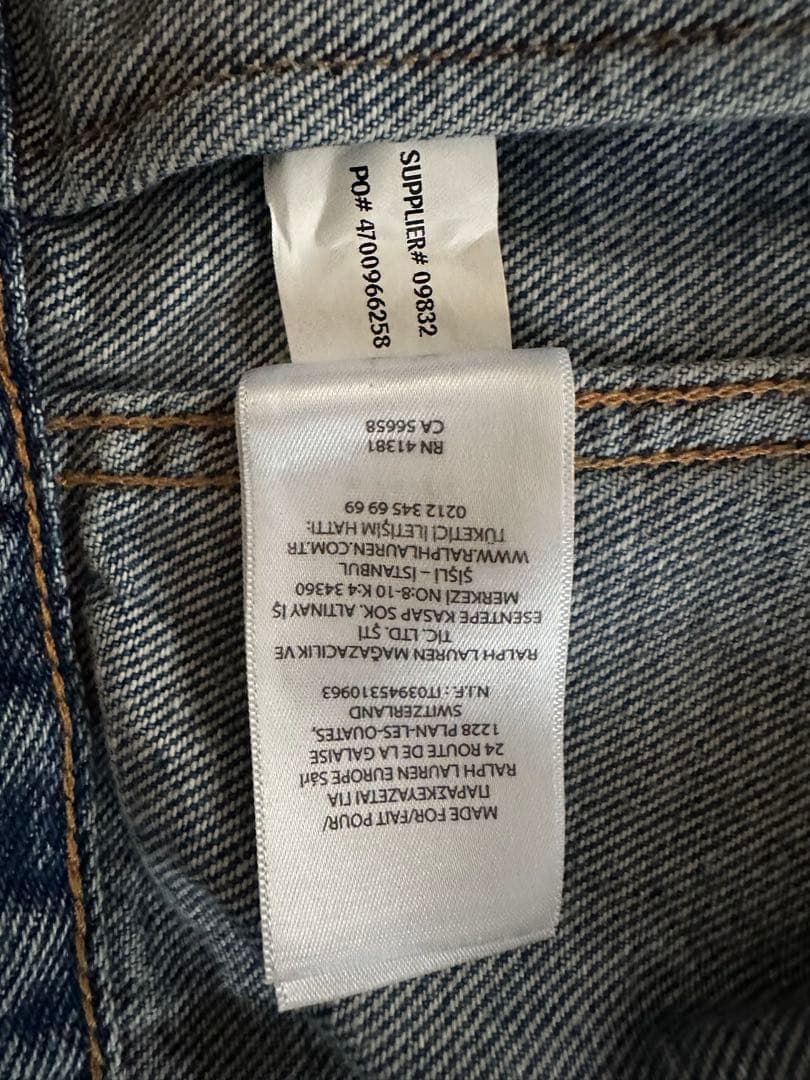 SUPPLIER# 09832
PO# 4700966258
MADE FOR/FAIT POUR/
ΠΑΡΑΣΚΕΥΑΖΕΤΑΙ ΓΙΑ
RALPH LAUREN EUROPE Sàrl
24 ROUTE DE LA GALAISE
1228 PLAN-LES-OUATES,
SWITZERLAND
N.I.F. : IT03945310963
RALPH LAUREN MAĞAZACILIK VE
TİC. LTD. ŞTİ
ESENTEPE KASAP SOK. ALTINAY İŞ
MERKEZİ NO:8-10 K:4 34360
ŞİŞLİ – İSTANBUL
WWW.RALPHLAUREN.COM.TR
TÜKETİCİ İLETİŞİM HATTI:
0212 345 69 69
RN 41381
CA 56658